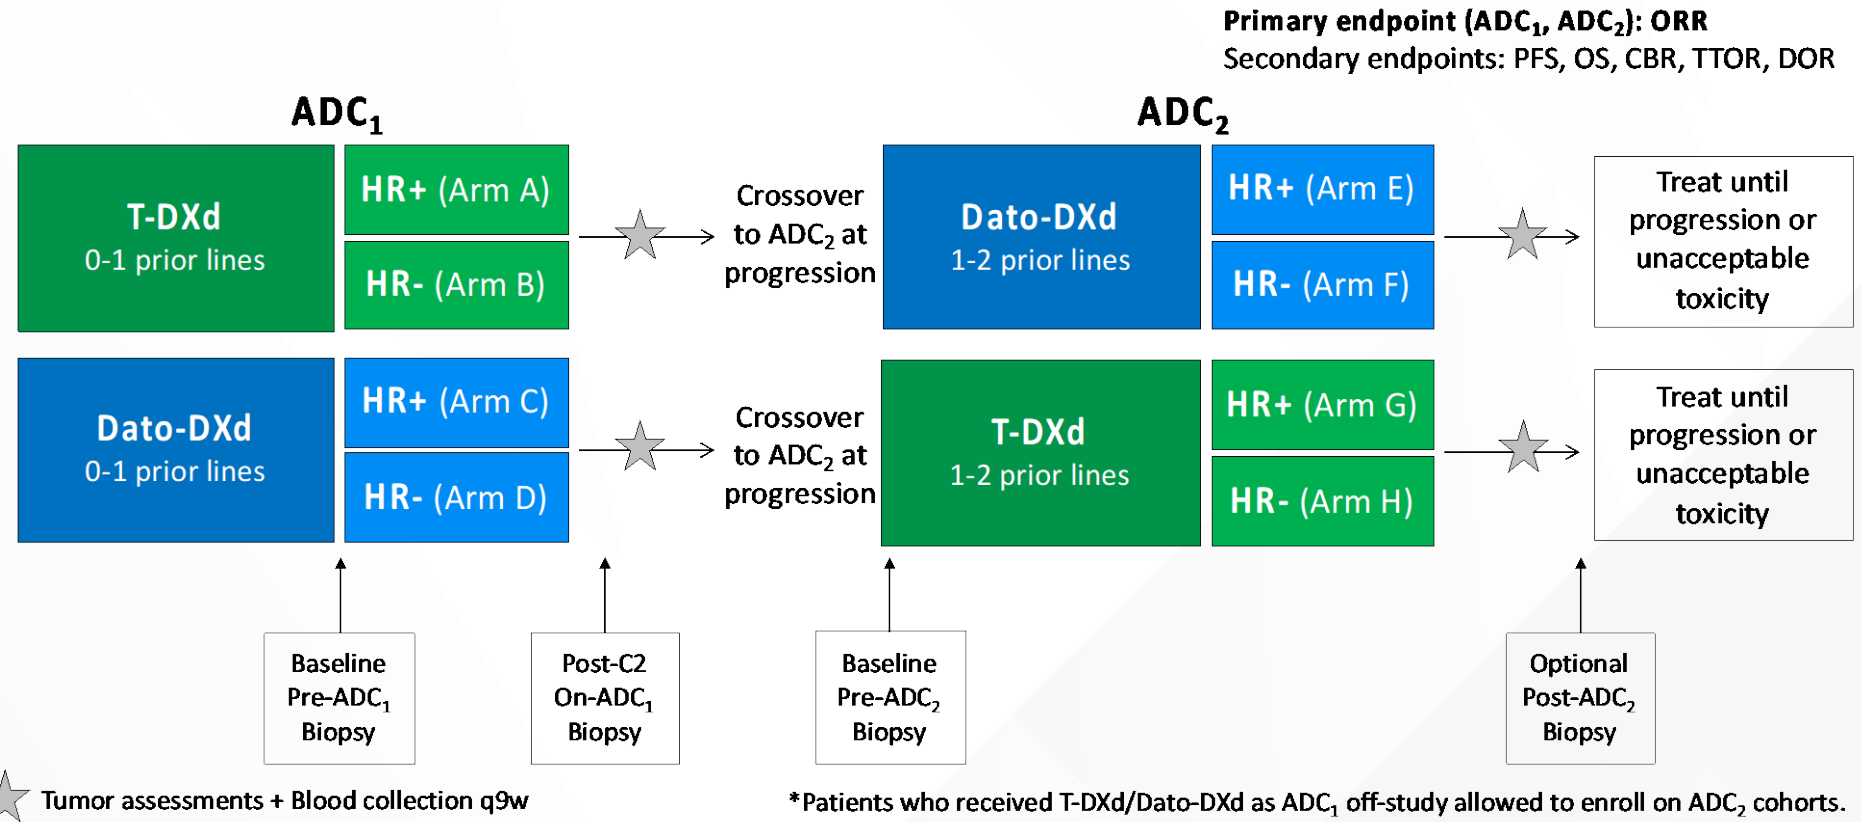 Primary endpoint (ADC₁, ADC₂): ORR
Secondary endpoints: PFS, OS, CBR, TTOR, DOR
ADC₁
ADC₂
T-DXd
0-1 prior lines
HR+ (Arm A)
HR- (Arm B)
Crossover
to ADC₂ at
progression
Dato-DXd
1-2 prior lines
HR+ (Arm E)
HR- (Arm F)
Treat until
progression or
unacceptable
toxicity
Dato-DXd
0-1 prior lines
HR+ (Arm C)
HR- (Arm D)
Crossover
to ADC₂ at
progression
T-DXd
1-2 prior lines
HR+ (Arm G)
HR- (Arm H)
Treat until
progression or
unacceptable
toxicity
Baseline
Pre-ADC₁
Biopsy
Post-C2
On-ADC₁
Biopsy
Baseline
Pre-ADC₂
Biopsy
Optional
Post-ADC₂
Biopsy
Tumor assessments + Blood collection q9w
*Patients who received T-DXd/Dato-DXd as ADC₁ off-study allowed to enroll on ADC₂ cohorts.